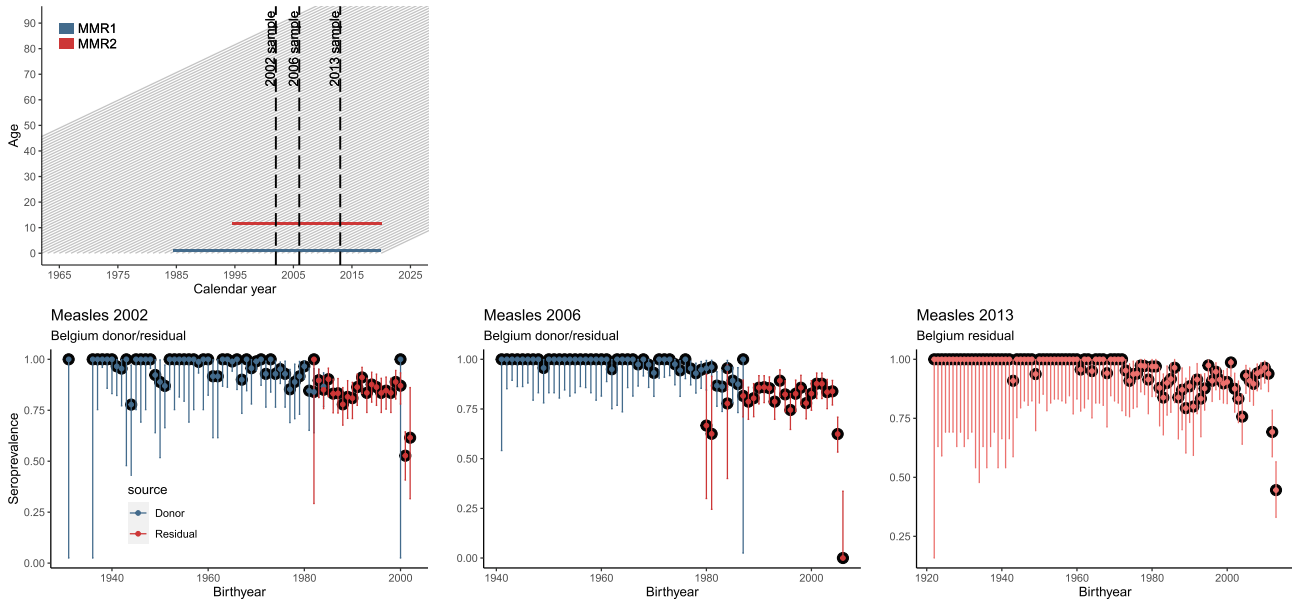 MMR1
MMR2
2002 sample
2006 sample
2013 sample
Age
90
80
70
60
50
40
30
20
10
0
1965
1975
1985
1995
2005
2015
2025
Calendar year
Measles 2002
Belgium donor/residual
Seroprevalence
1.00
0.75
0.50
0.25
0.00
source
Donor
Residual
1940
1960
1980
2000
Birthyear
Measles 2006
Belgium donor/residual
1.00
0.75
0.50
0.25
0.00
1940
1960
1980
2000
Birthyear
Measles 2013
Belgium residual
1.00
0.75
0.50
0.25
1920
1940
1960
1980
2000
Birthyear